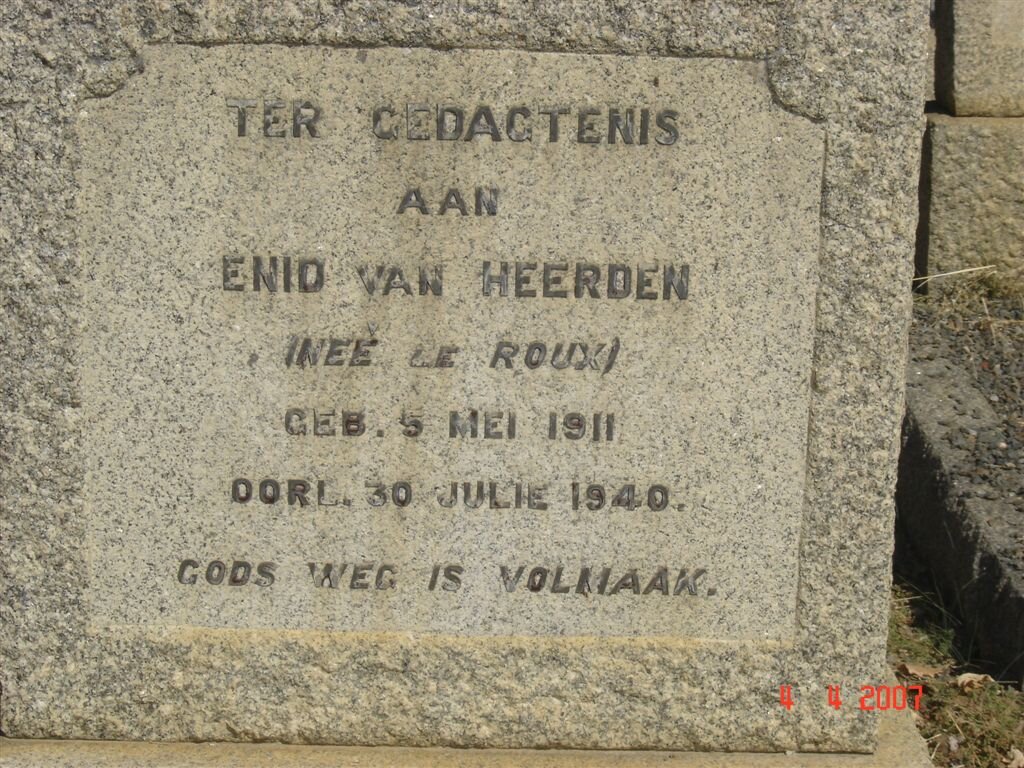 TER GEDAGTENIS
AAN
ENID VAN HEERDEN
(NEÉ LE ROUX)
GEB. 5 MEI 1911
OORL. 30 JULIE 1940.
GODS WEG IS VOLMAAK.
4 4 2007